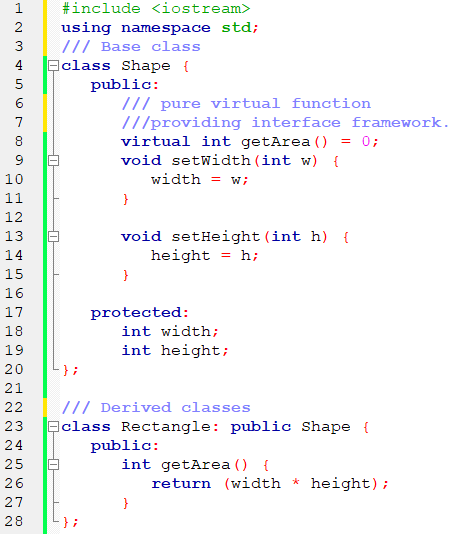 1 #include <iostream>
2 using namespace std;
3 /// Base class
4 class Shape {
5    public:
6       /// pure virtual function
7       ///providing interface framework.
8       virtual int getArea() = 0;
9       void setWidth(int w) {
10         width = w;
11      }
12
13      void setHeight(int h) {
14         height = h;
15      }
16
17   protected:
18      int width;
19      int height;
20 };
21
22 /// Derived classes
23 class Rectangle: public Shape {
24   public:
25      int getArea() {
26         return (width * height);
27      }
28 };